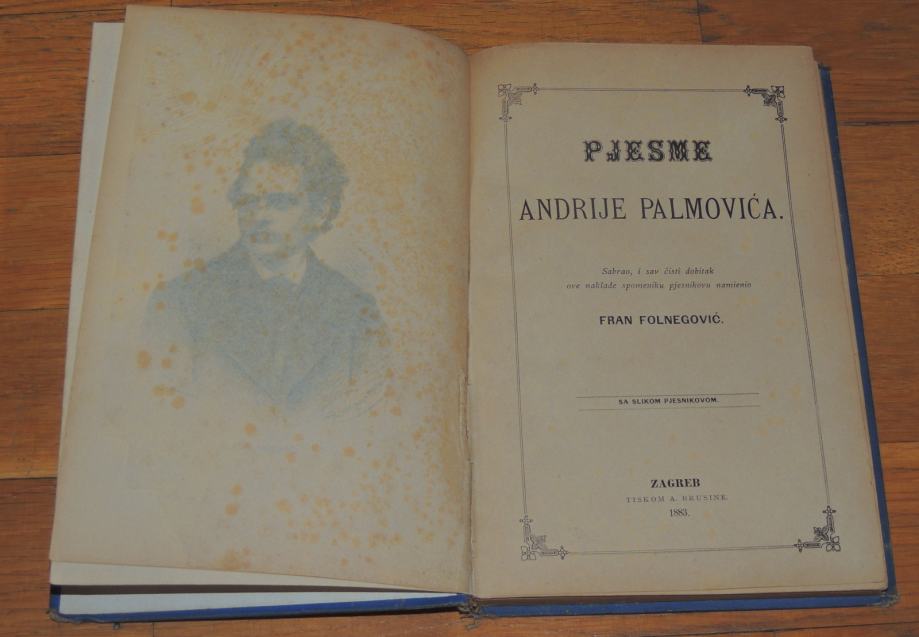 PJESME
ANDRIJE PALMOVIĆA.
Sabrao, i sav čisti dobitak
ove naklade spomeniku pjesnikovu namienio
FRAN FOLNEGOVIĆ.
SA SLIKOM PJESNIKOVOM.
ZAGREB
TISKOM A. BRUSINE.
1883.